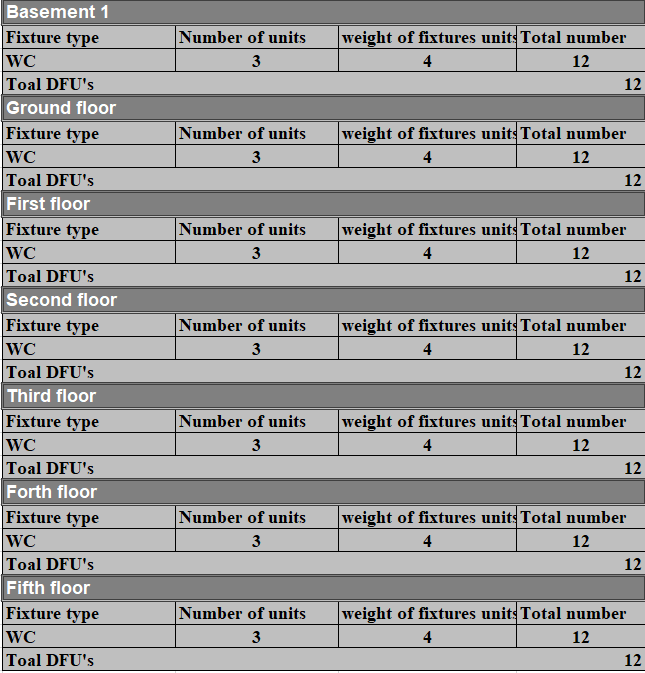 Basement 1
Fixture type Number of units weight of fixtures units Total number
WC 3 4 12
Toal DFU's 12
Ground floor
Fixture type Number of units weight of fixtures units Total number
WC 3 4 12
Toal DFU's 12
First floor
Fixture type Number of units weight of fixtures units Total number
WC 3 4 12
Toal DFU's 12
Second floor
Fixture type Number of units weight of fixtures units Total number
WC 3 4 12
Toal DFU's 12
Third floor
Fixture type Number of units weight of fixtures units Total number
WC 3 4 12
Toal DFU's 12
Forth floor
Fixture type Number of units weight of fixtures units Total number
WC 3 4 12
Toal DFU's 12
Fifth floor
Fixture type Number of units weight of fixtures units Total number
WC 3 4 12
Toal DFU's 12